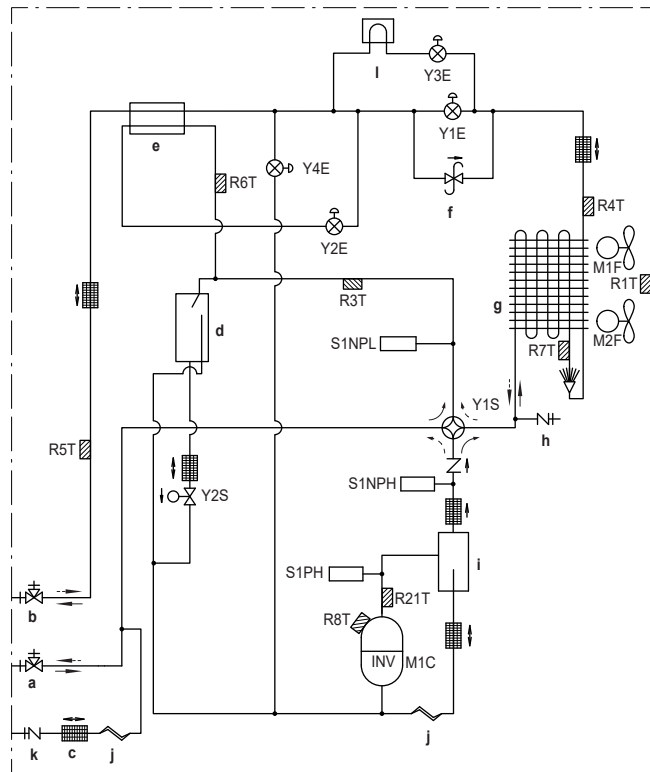 l
Y3E
Y1E
e
R6T
Y4E
f
R4T
Y2E
M1F
R1T
R3T
g
d
S1NPL
R7T
M2F
Y1S
h
R5T
Y2S
S1NPH
i
S1PH
R21T
b
R8T
INV
M1C
a
k
c
j
j